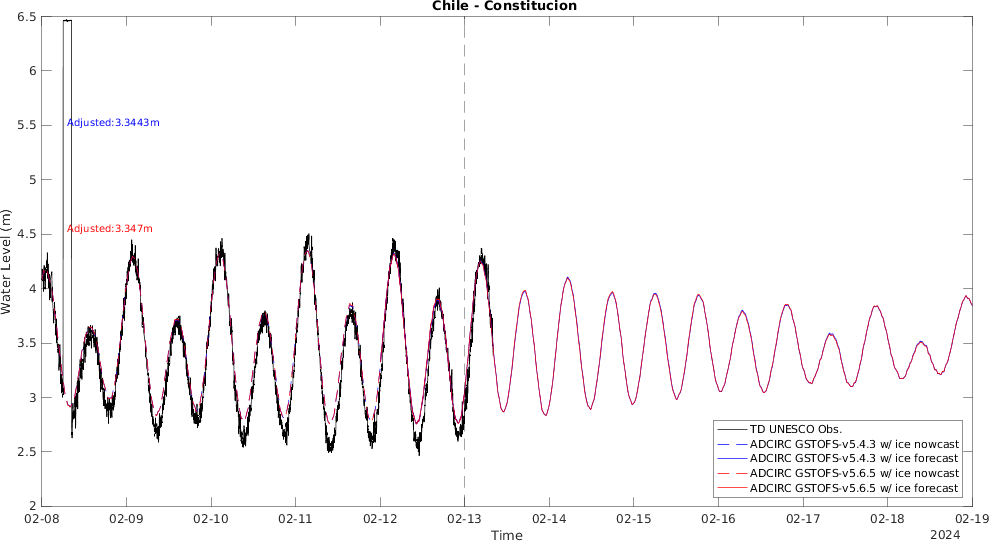 Chile - Constitucion
6.5
6
5.5
5
4.5
4
3.5
3
2.5
2
Water Level (m)
Adjusted:3.3443m
Adjusted:3.347m
TD UNESCO Obs.
ADCIRC GSTOFS-v5.4.3 w/ ice nowcast
ADCIRC GSTOFS-v5.4.3 w/ ice forecast
ADCIRC GSTOFS-v5.6.5 w/ ice nowcast
ADCIRC GSTOFS-v5.6.5 w/ ice forecast
02-08 02-09 02-10 02-11 02-12 02-13 02-14 02-15 02-16 02-17 02-18 02-19
Time
2024